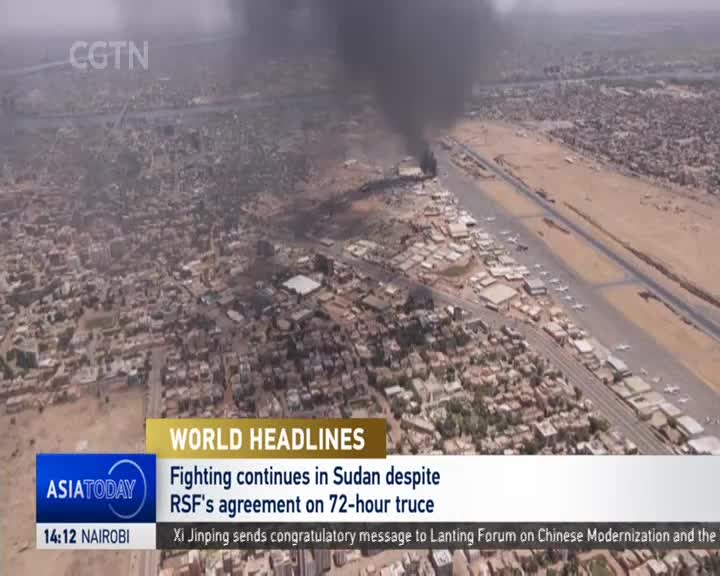 CGTN
WORLD HEADLINES
Fighting continues in Sudan despite
RSF's agreement on 72-hour truce
ASIATODAY
14:12 NAIROBI
Xi Jinping sends congratulatory message to Lanting Forum on Chinese Modernization and the